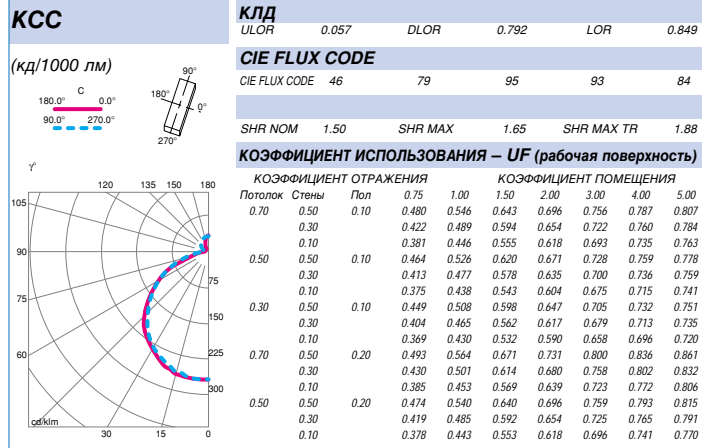 КСС
(кд/1000 лм)
C
180.0° 0.0°
90.0° 270.0°
90°
180°
0°
270°
γ°
120 135 150 180
105
90
75
60
75
150
225
300
cd/klm
30 15 0
КЛД
ULOR 0.057 DLOR 0.792 LOR 0.849
CIE FLUX CODE
CIE FLUX CODE 46 79 95 93 84
SHR NOM 1.50 SHR MAX 1.65 SHR MAX TR 1.88
КОЭФФИЦИЕНТ ИСПОЛЬЗОВАНИЯ – UF (рабочая поверхность)
КОЭФФИЦИЕНТ ОТРАЖЕНИЯ КОЭФФИЦИЕНТ ПОМЕЩЕНИЯ
Потолок Стены Пол 0.75 1.00 1.50 2.00 3.00 4.00 5.00
0.70 0.50 0.10 0.480 0.546 0.643 0.696 0.756 0.787 0.807
0.30 0.422 0.489 0.594 0.654 0.722 0.760 0.784
0.10 0.381 0.446 0.555 0.618 0.693 0.735 0.763
0.50 0.50 0.10 0.464 0.526 0.620 0.671 0.728 0.759 0.778
0.30 0.413 0.477 0.578 0.635 0.700 0.736 0.759
0.10 0.375 0.438 0.543 0.604 0.675 0.715 0.741
0.30 0.50 0.10 0.449 0.508 0.598 0.647 0.705 0.732 0.751
0.30 0.404 0.465 0.562 0.617 0.679 0.713 0.735
0.10 0.369 0.430 0.532 0.590 0.658 0.696 0.720
0.70 0.50 0.20 0.493 0.564 0.671 0.731 0.800 0.836 0.861
0.30 0.430 0.501 0.614 0.680 0.758 0.802 0.832
0.10 0.385 0.453 0.569 0.639 0.723 0.772 0.806
0.50 0.50 0.20 0.474 0.540 0.640 0.696 0.759 0.793 0.815
0.30 0.419 0.485 0.592 0.654 0.725 0.765 0.791
0.10 0.378 0.443 0.553 0.618 0.696 0.741 0.770